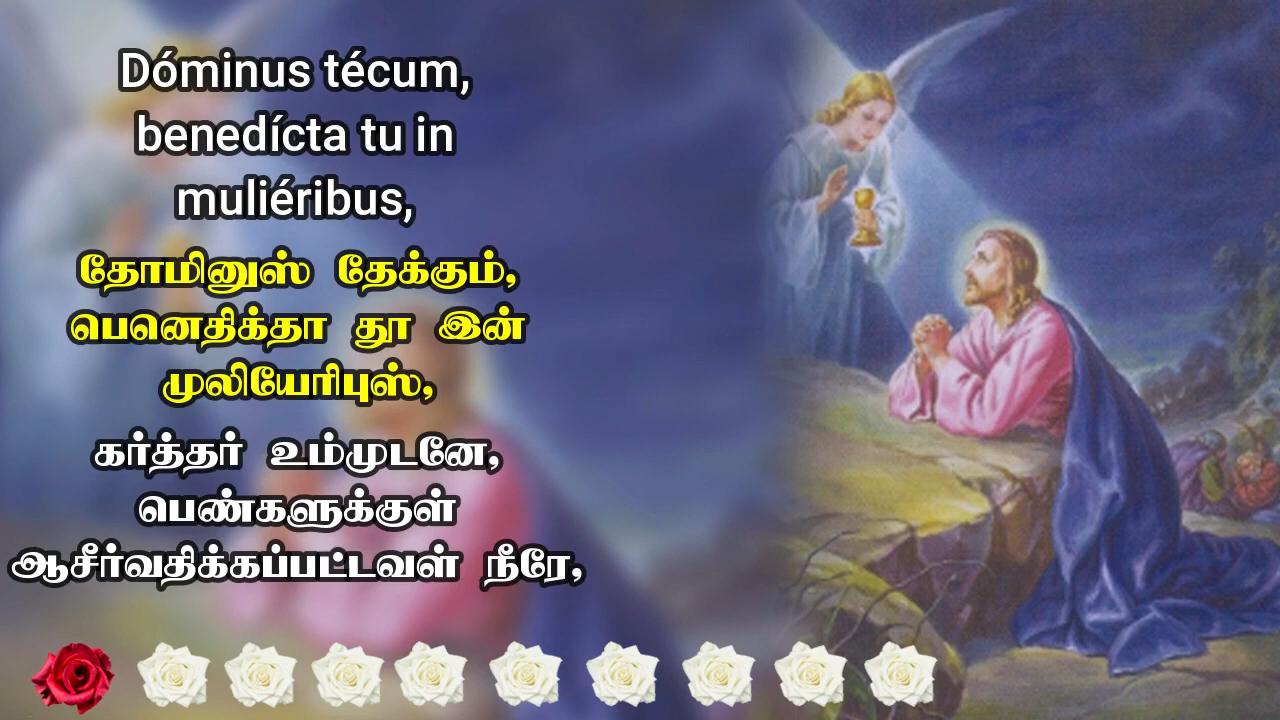 Dóminus técum,
benedícta tu in
muliéribus,
தோமினுஸ் தேக்கும்,
பெனெதிக்தா தூ இன்
முலியேரிபுஸ்,
கர்த்தர் உம்முடனே,
பெண்களுக்குள்
ஆசீர்வதிக்கப்பட்டவள் நீரே,